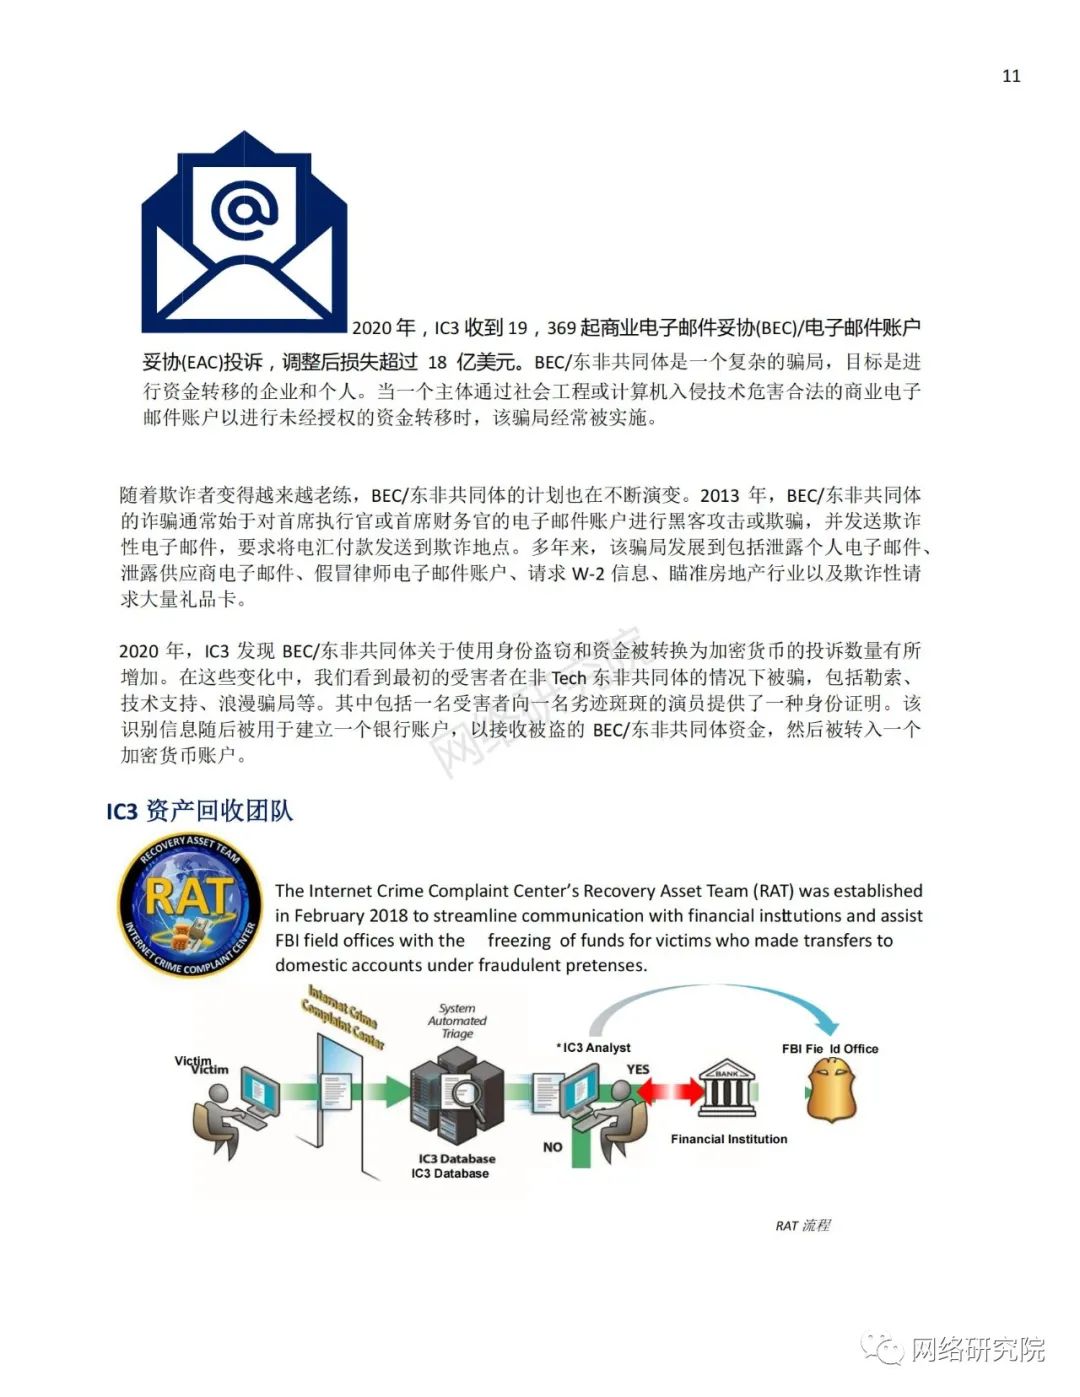 11
2020 年，IC3 收到 19，369 起商业电子邮件妥协(BEC)/电子邮件账户
妥协(EAC)投诉，调整后损失超过 18 亿美元。BEC/东非共同体是一个复杂的骗局，目标是进
行资金转移的企业和个人。当一个主体通过社会工程或计算机入侵技术危害合法的商业电子
邮件账户以进行未经授权的资金转移时，该骗局经常被实施。
随着欺诈者变得越来越老练，BEC/东非共同体的计划也在不断演变。2013 年，BEC/东非共同体
的诈骗通常始于对首席执行官或首席财务官的电子邮件账户进行黑客攻击或欺骗，并发送欺诈
性电子邮件，要求将电汇付款发送到欺诈地点。多年来，该骗局发展到包括泄露个人电子邮件、
泄露供应商电子邮件、假冒律师电子邮件账户、请求 W-2 信息、瞄准房地产行业以及欺诈性请
求大量礼品卡。
2020 年，IC3 发现 BEC/东非共同体关于使用身份盗窃和资金被转换为加密货币的投诉数量有所
增加。在这些变化中，我们看到最初的受害者在非 Tech 东非共同体的情况下被骗，包括勒索、
技术支持、浪漫骗局等。其中包括一名受害者向一名劣迹斑斑的演员提供了一种身份证明。该
识别信息随后被用于建立一个银行账户，以接收被盗的 BEC/东非共同体资金，然后被转入一个
加密货币账户。
网络研究院
IC3 资产回收团队
RECOVERY ASSET TEAM
RAT
INTERNET CRIME COMPLAINT CENTER
The Internet Crime Complaint Center’s Recovery Asset Team (RAT) was established
in February 2018 to streamline communication with financial institutions and assist
FBI field offices with the freezing of funds for victims who made transfers to
domestic accounts under fraudulent pretenses.
Internet Crime
Complaint Center
System
Automated
Triage
*IC3 Analyst
FBI Fie ld Office
Victim
Victim
YES
BANK
NO
Financial Institution
IC3 Database
IC3 Database
RAT 流程
网络研究院